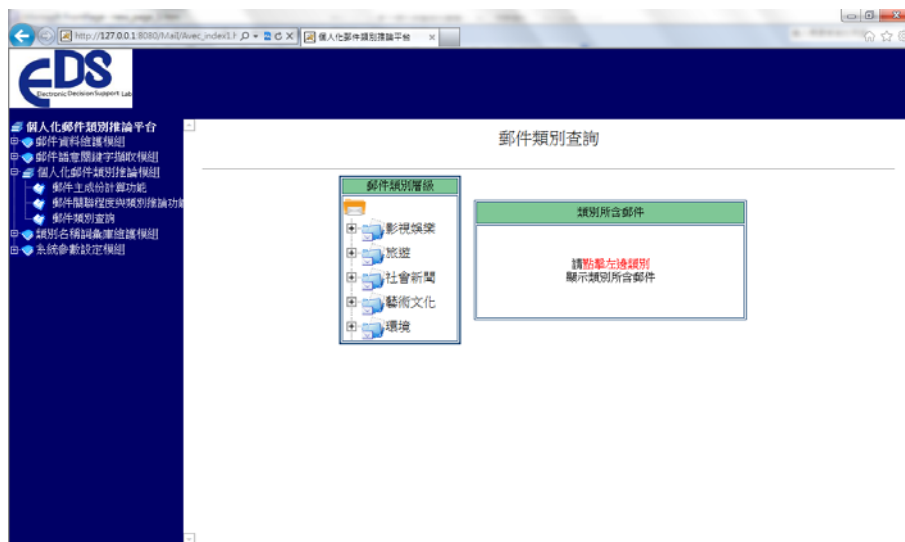 http://127.0.0.1:8080/Mail/Avec_index1.h
個人化郵件類別推論平台
EDS
Electronic Decision Support Lab
個人化郵件類別推論平台
郵件資料維護模組
郵件語意關鍵字擷取模組
個人化郵件類別推論模組
郵件主成份計算功能
郵件關聯程度與類別推論功
郵件類別查詢
類別名稱詞彙庫維護模組
系統參數設定模組
郵件類別查詢
郵件類別層級
影視娛樂
旅遊
社會新聞
藝術文化
環境
類別所含郵件
請點擊左邊類別
顯示類別所含郵件